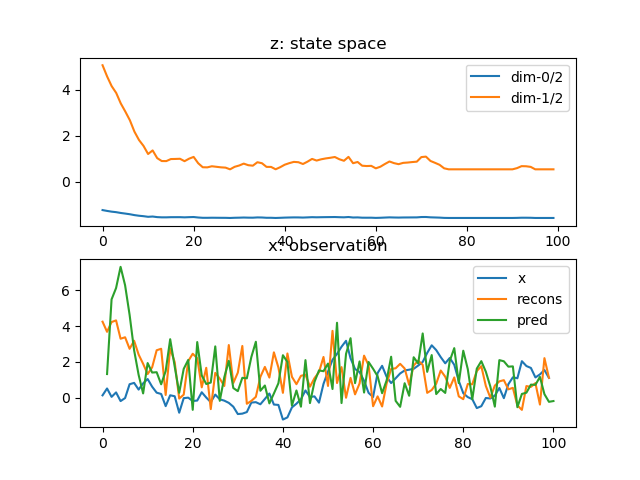 z: state space
dim-0/2
dim-1/2
4
2
0
0 20 40 60 80 100
x: observation
x
recons
pred
6
4
2
0
0 20 40 60 80 100